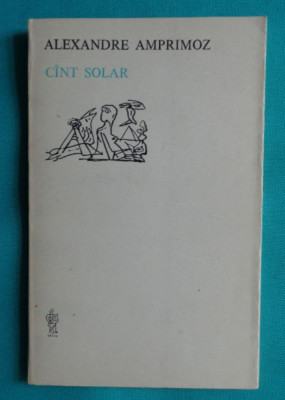 ALEXANDRE AMPRIMOZ
CÎNT SOLAR